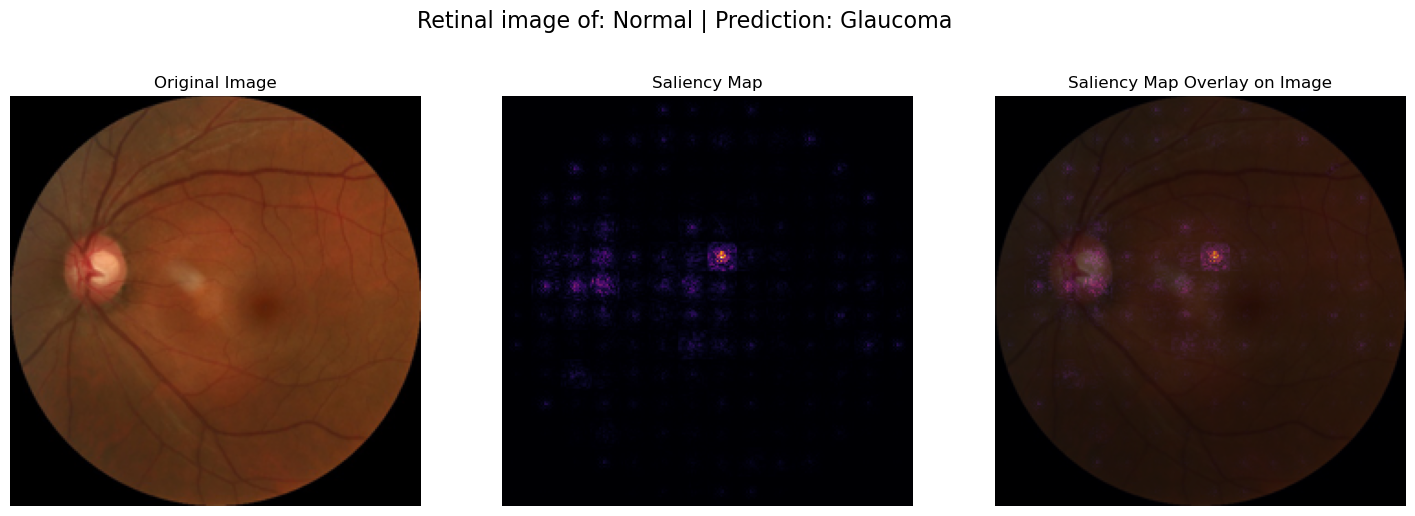 Retinal image of: Normal | Prediction: Glaucoma
Original Image
Saliency Map
Saliency Map Overlay on Image